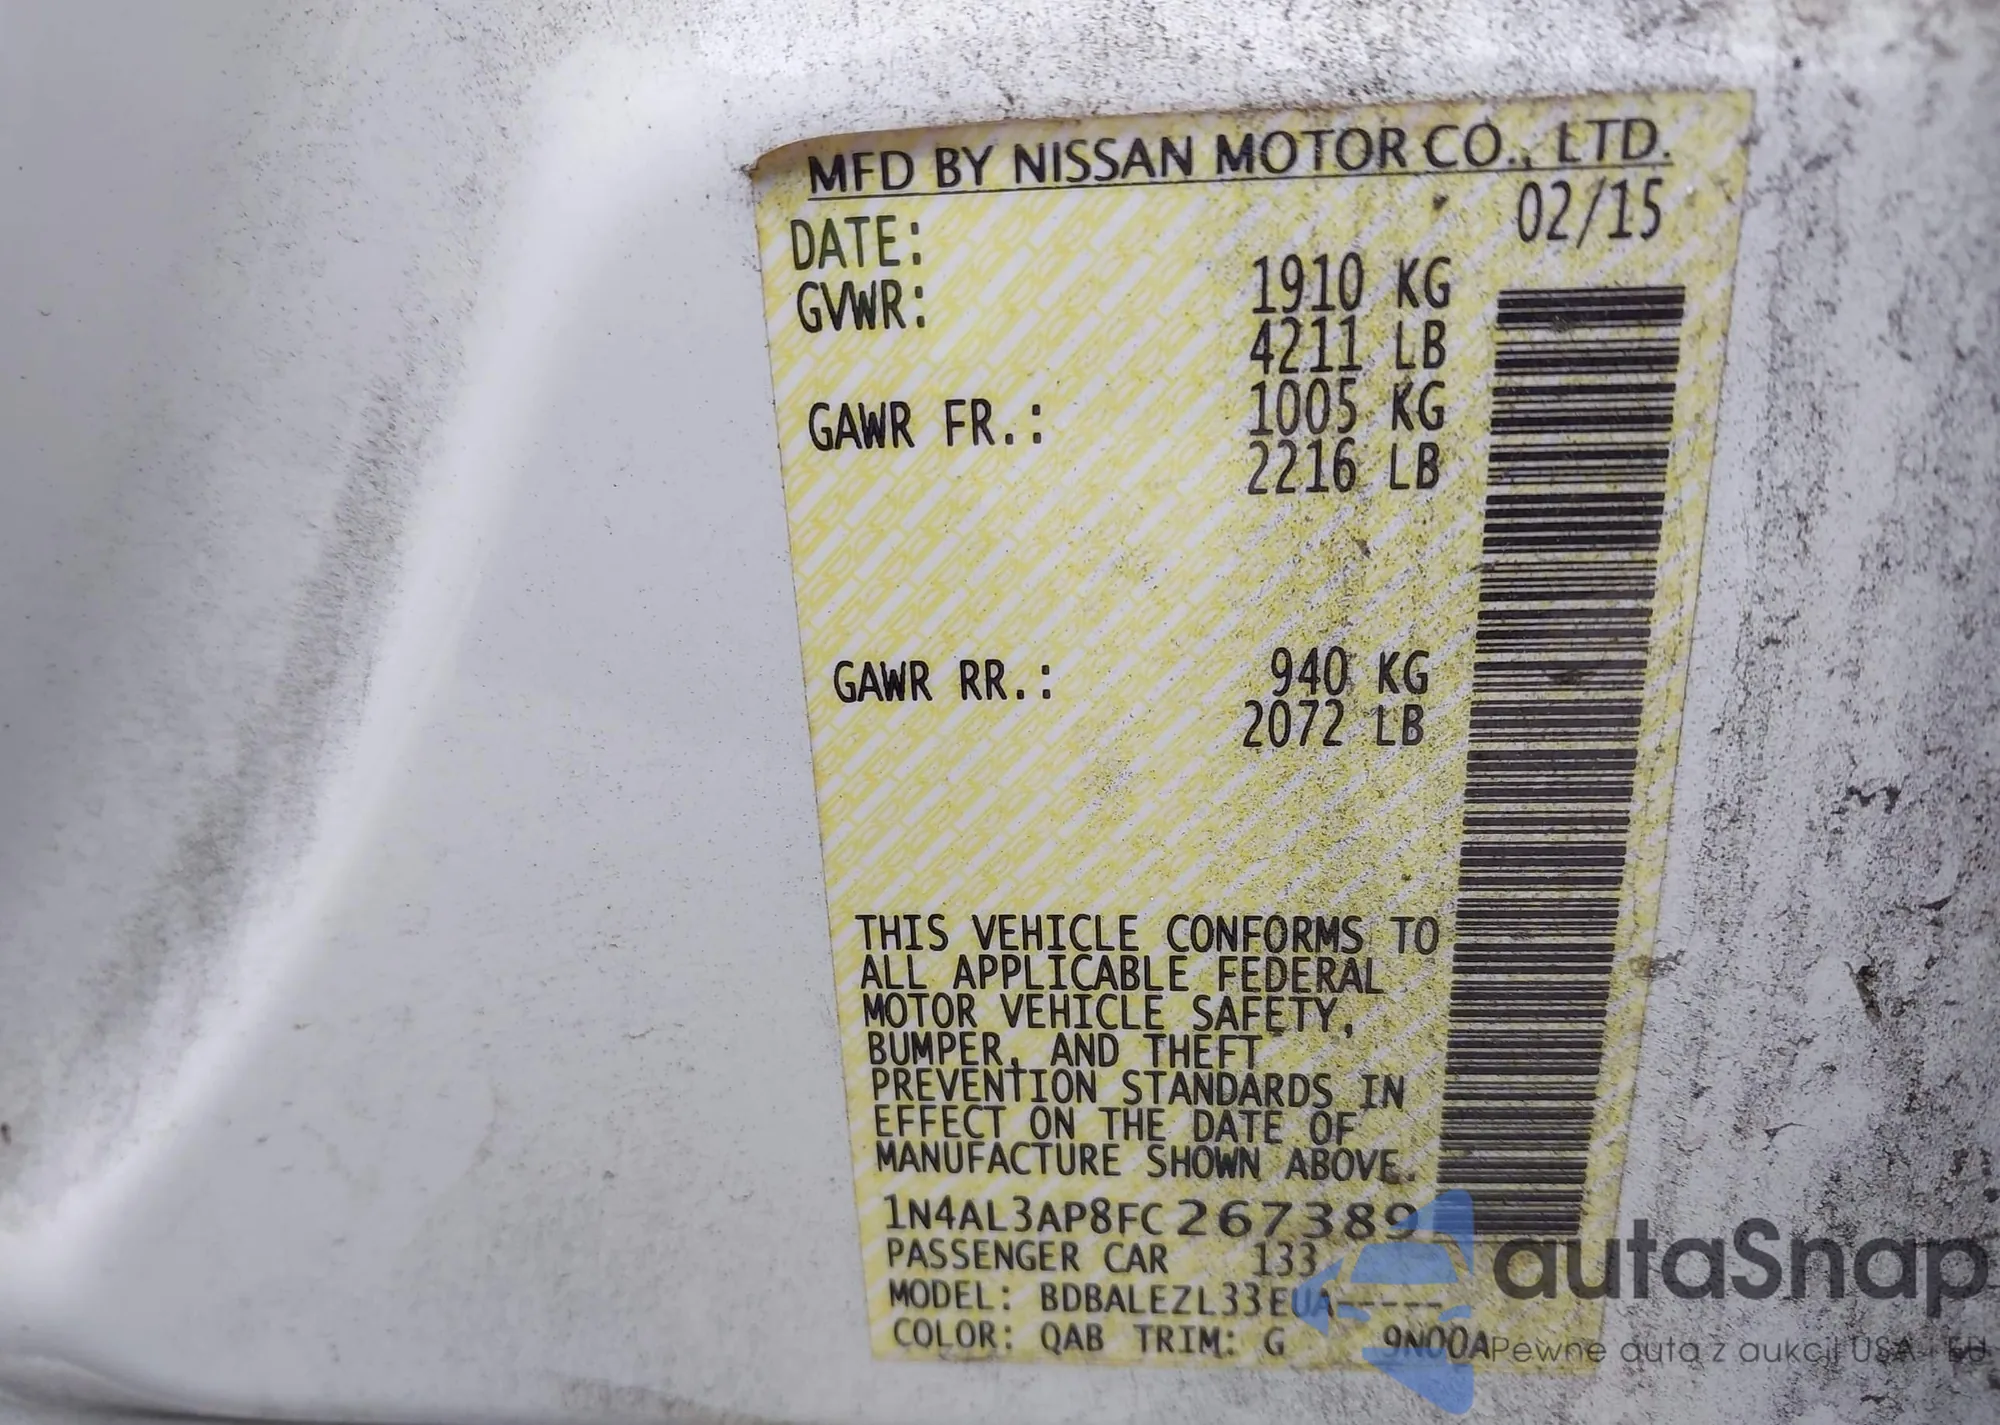 MFD BY NISSAN MOTOR CO., LTD.
DATE: 02/15
GVWR: 1910 KG
4211 LB
GAWR FR.: 1005 KG
2216 LB
GAWR RR.: 940 KG
2072 LB
THIS VEHICLE CONFORMS TO
ALL APPLICABLE FEDERAL
MOTOR VEHICLE SAFETY,
BUMPER, AND THEFT
PREVENTION STANDARDS IN
EFFECT ON THE DATE OF
MANUFACTURE SHOWN ABOVE.
1N4AL3AP8FC267389
PASSENGER CAR 133
MODEL: BDBALEZL33EUA-----
COLOR: QAB TRIM: G 9N00A
autaSnap
Pewne auta z aukcji USA i EU